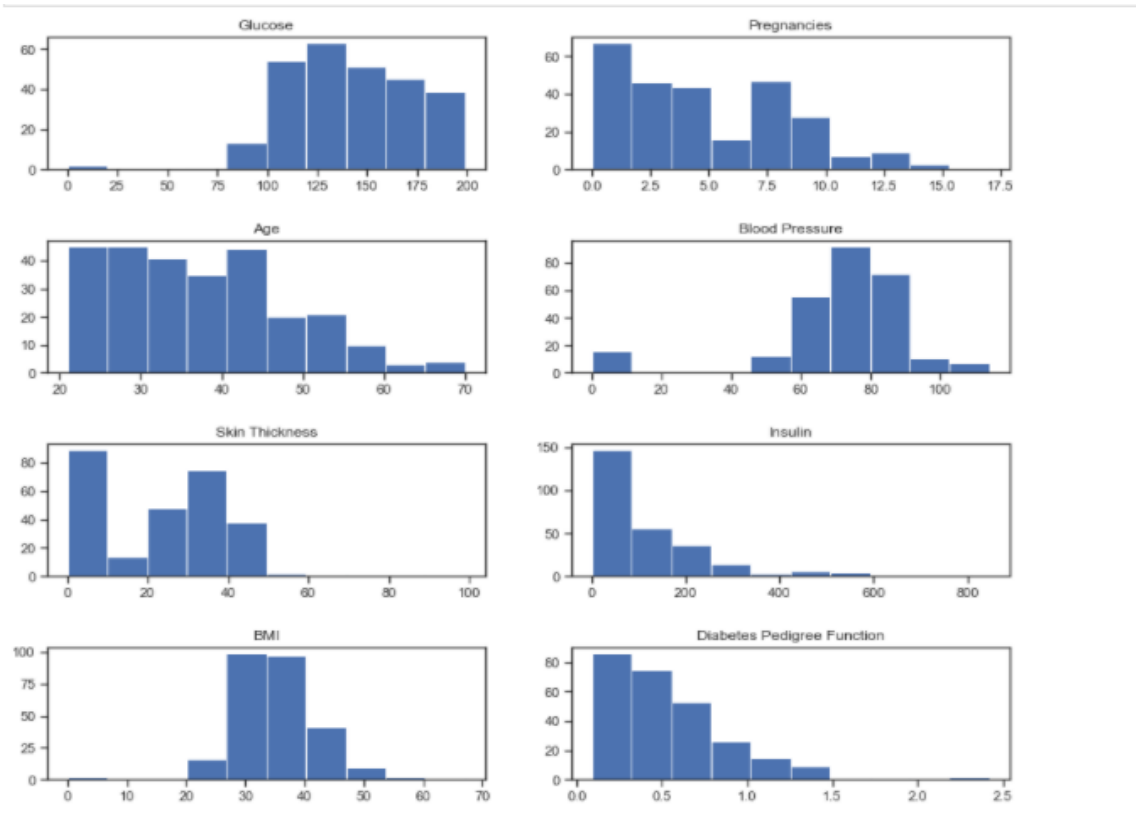 Glucose
60
40
20
0
0 25 50 75 100 125 150 175 200
Pregnancies
60
40
20
0
0.0 2.5 5.0 7.5 10.0 12.5 15.0 17.5
Age
40
30
20
10
0
20 30 40 50 60 70
Blood Pressure
80
60
40
20
0
0 20 40 60 80 100
Skin Thickness
80
60
40
20
0
0 20 40 60 80 100
Insulin
150
100
50
0
0 200 400 600 800
BMI
100
75
50
25
0
0 10 20 30 40 50 60 70
Diabetes Pedigree Function
80
60
40
20
0
0.0 0.5 1.0 1.5 2.0 2.5